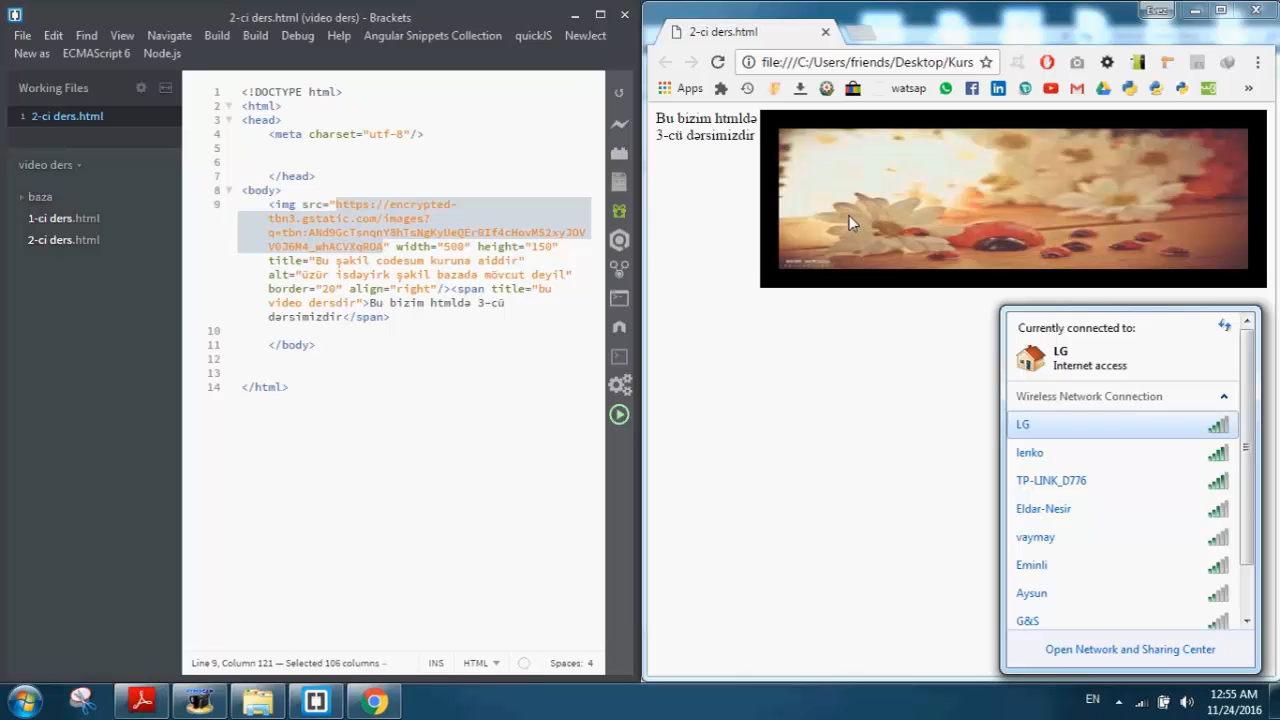 2-ci ders.html (video ders) - Brackets
File Edit Find View Navigate Build Build Debug Help Angular Snippets Collection quickJS NewJect
New as ECMAScript 6 Node.js
Working Files
1 2-ci ders.html
video ders
baza
1-ci ders.html
2-ci ders.html
1 <!DOCTYPE html>
2 <html>
3 <head>
4 <meta charset="utf-8"/>
5
6
7 </head>
8 <body>
9 <img src="https://encrypted-
tbn3.gstatic.com/images?
" width="500" height="150"
title="Bu şəkil codesum kuruna aiddir"
alt="üzür isdəyirk şəkil bazada mövcut deyil"
border="20" align="right"/><span title="bu
video dersdir">Bu bizim htmldə 3-cü
dərsimizdir</span>
10
11 </body>
12
13
14 </html>
Line 9, Column 121 — Selected 106 columns –
INS HTML Spaces: 4
Evez
2-ci ders.html
file:///C:/Users/friends/Desktop/Kurs
Apps watsap »
Bu bizim htmldə
3-cü dərsimizdir
Currently connected to:
LG
Internet access
Wireless Network Connection
LG
lenko
TP-LINK_D776
Eldar-Nesir
vaymay
Eminli
Aysun
G&S
Open Network and Sharing Center
EN
12:55 AM
11/24/2016